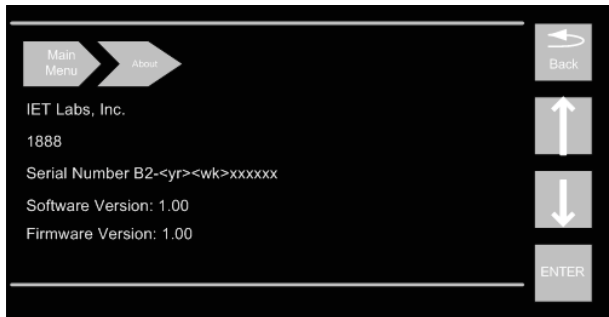 Main
Menu
About
Back
IET Labs, Inc.
1888
Serial Number B2-<yr><wk>xxxxxx
Software Version: 1.00
Firmware Version: 1.00
ENTER